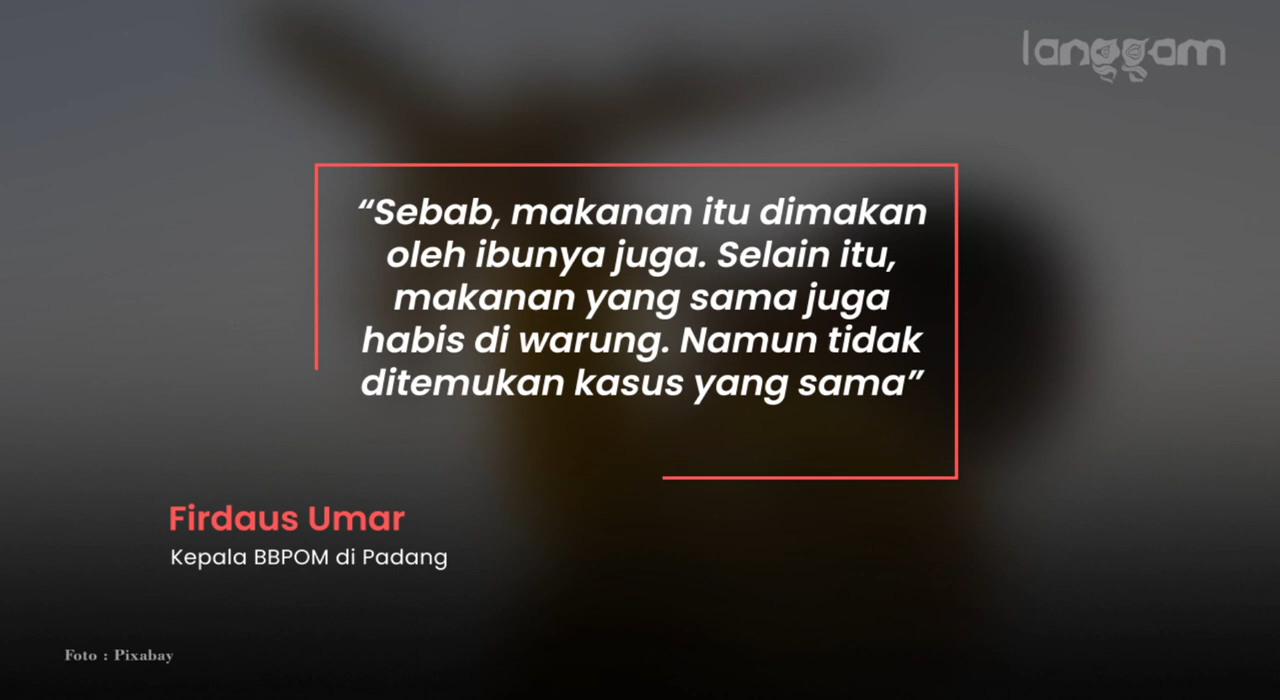 langgam
“Sebab, makanan itu dimakan
oleh ibunya juga. Selain itu,
makanan yang sama juga
habis di warung. Namun tidak
ditemukan kasus yang sama”
Firdaus Umar
Kepala BBPOM di Padang
Foto : Pixabay